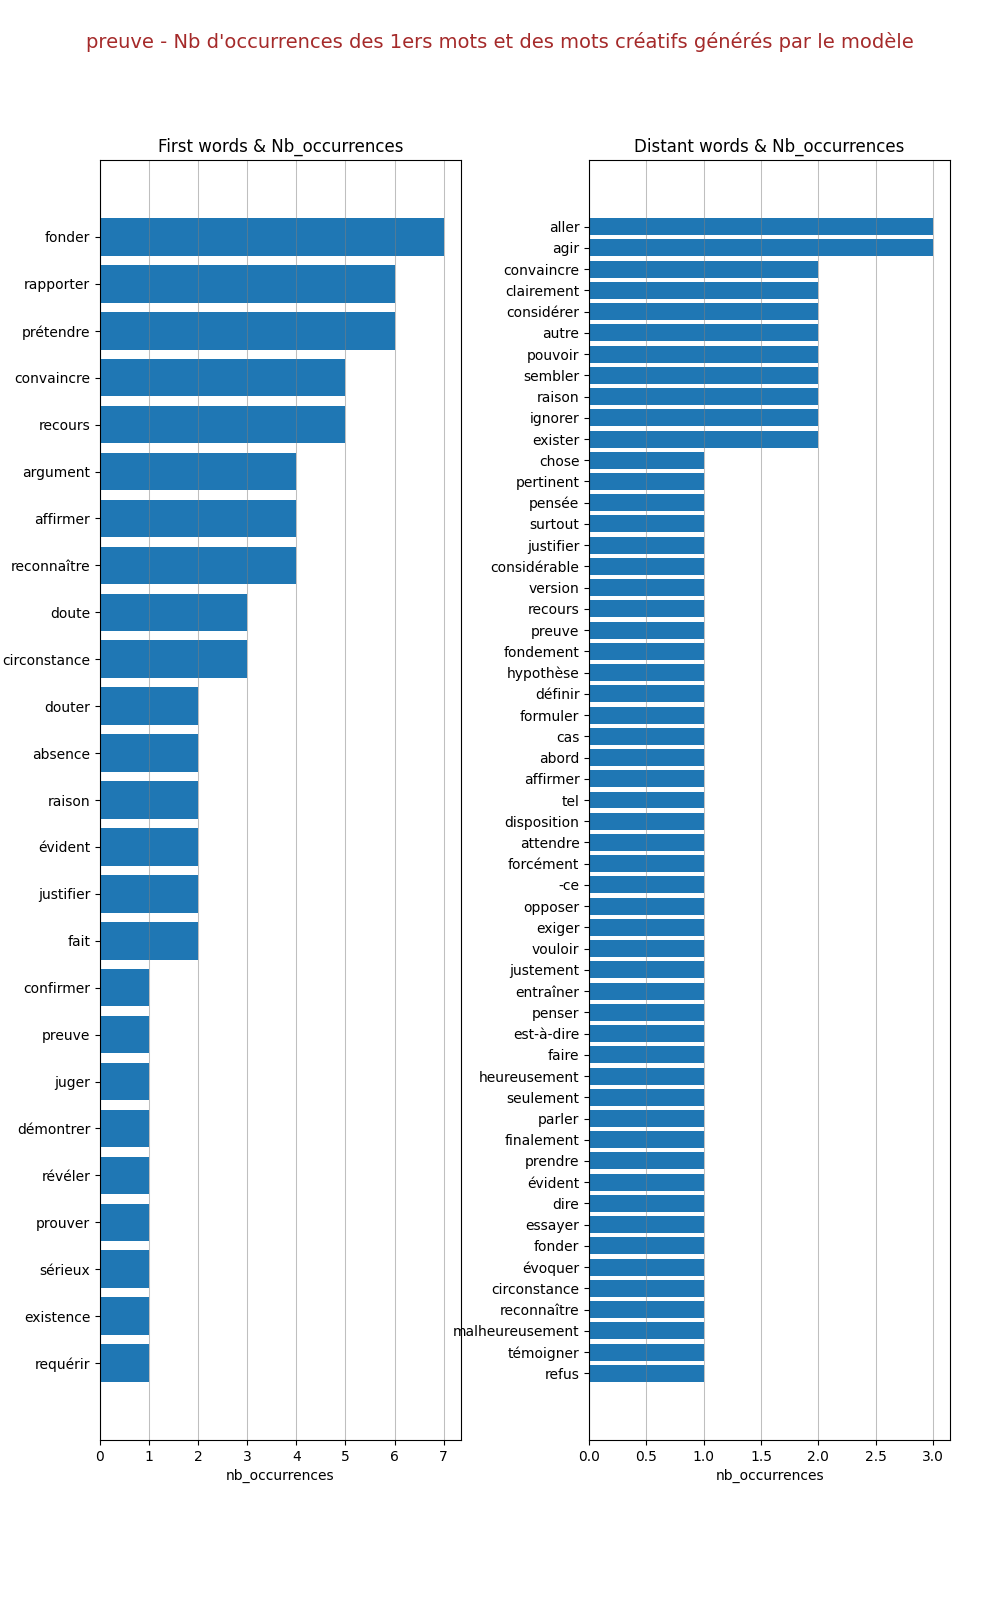 preuve - Nb d'occurrences des 1ers mots et des mots créatifs générés par le modèle
First words & Nb_occurrences
fonder
rapporter
prétendre
convaincre
recours
argument
affirmer
reconnaître
doute
circonstance
douter
absence
raison
évident
justifier
fait
confirmer
preuve
juger
démontrer
révéler
prouver
sérieux
existence
requérir
0 1 2 3 4 5 6 7
nb_occurrences
Distant words & Nb_occurrences
aller
agir
convaincre
clairement
considérer
autre
pouvoir
sembler
raison
ignorer
exister
chose
pertinent
pensée
surtout
justifier
considérable
version
recours
preuve
fondement
hypothèse
définir
formuler
cas
abord
affirmer
tel
disposition
attendre
forcément
-ce
opposer
exiger
vouloir
justement
entraîner
penser
est-à-dire
faire
heureusement
seulement
parler
finalement
prendre
évident
dire
essayer
fonder
évoquer
circonstance
reconnaître
malheureusement
témoigner
refus
0.0 0.5 1.0 1.5 2.0 2.5 3.0
nb_occurrences